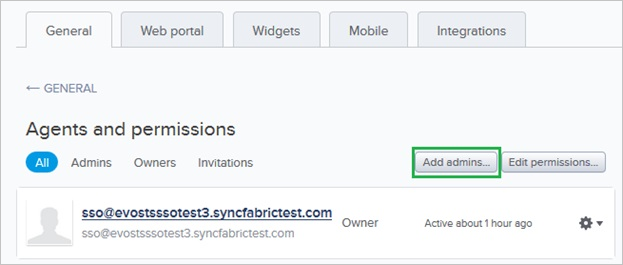 General Web portal Widgets Mobile Integrations
← GENERAL
Agents and permissions
All Admins Owners Invitations Add admins... Edit permissions...
sso@evostsssotest3.syncfabrictest.com Owner Active about 1 hour ago
sso@evostsssotest3.syncfabrictest.com